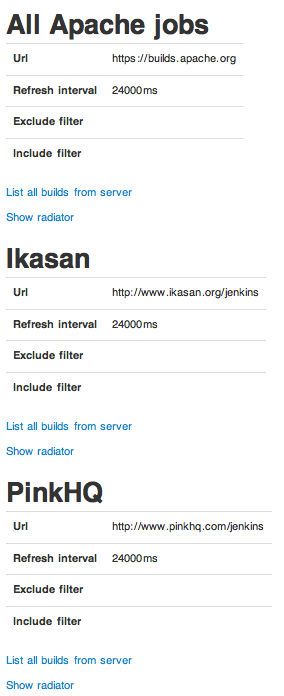 All Apache jobs
Url https://builds.apache.org
Refresh interval 24000ms
Exclude filter
Include filter
List all builds from server
Show radiator
Ikasan
Url http://www.ikasan.org/jenkins
Refresh interval 24000ms
Exclude filter
Include filter
List all builds from server
Show radiator
PinkHQ
Url http://www.pinkhq.com/jenkins
Refresh interval 24000ms
Exclude filter
Include filter
List all builds from server
Show radiator